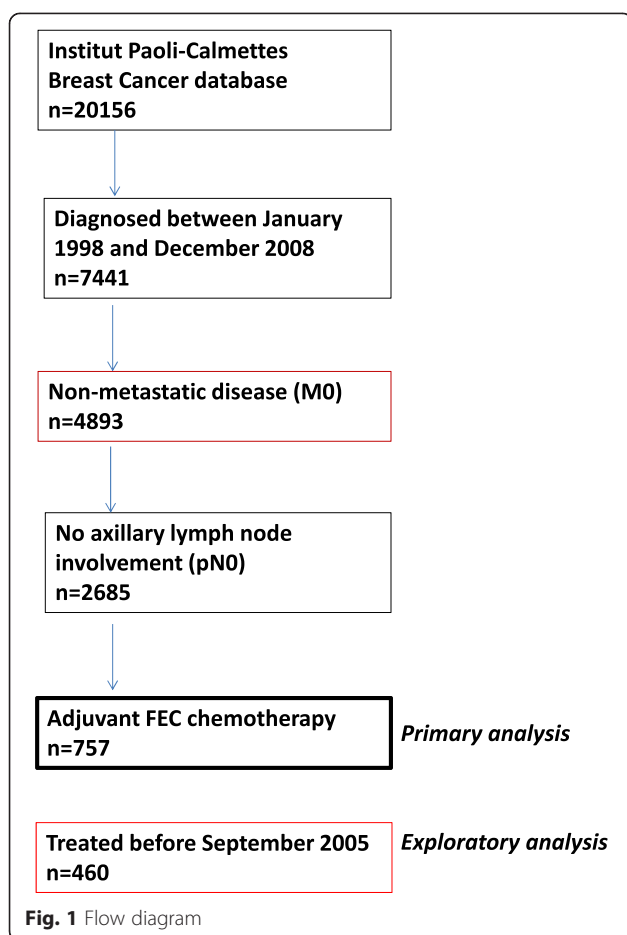 Institut Paoli-Calmettes
Breast Cancer database
n=20156
Diagnosed between January
1998 and December 2008
n=7441
Non-metastatic disease (M0)
n=4893
No axillary lymph node
involvement (pN0)
n=2685
Adjuvant FEC chemotherapy
n=757
Primary analysis
Treated before September 2005
n=460
Exploratory analysis
Fig. 1 Flow diagram